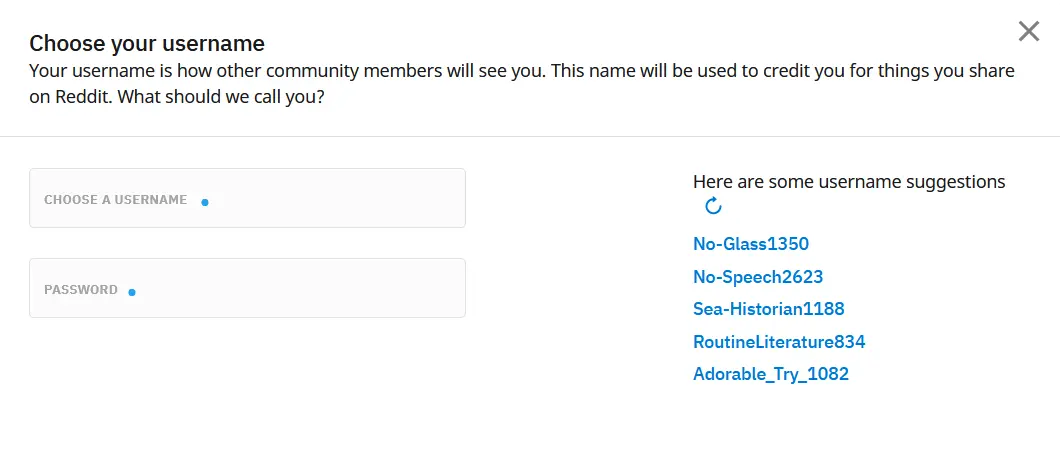 Choose your username
Your username is how other community members will see you. This name will be used to credit you for things you share
on Reddit. What should we call you?
CHOOSE A USERNAME
PASSWORD
Here are some username suggestions
No-Glass1350
No-Speech2623
Sea-Historian1188
RoutineLiterature834
Adorable_Try_1082